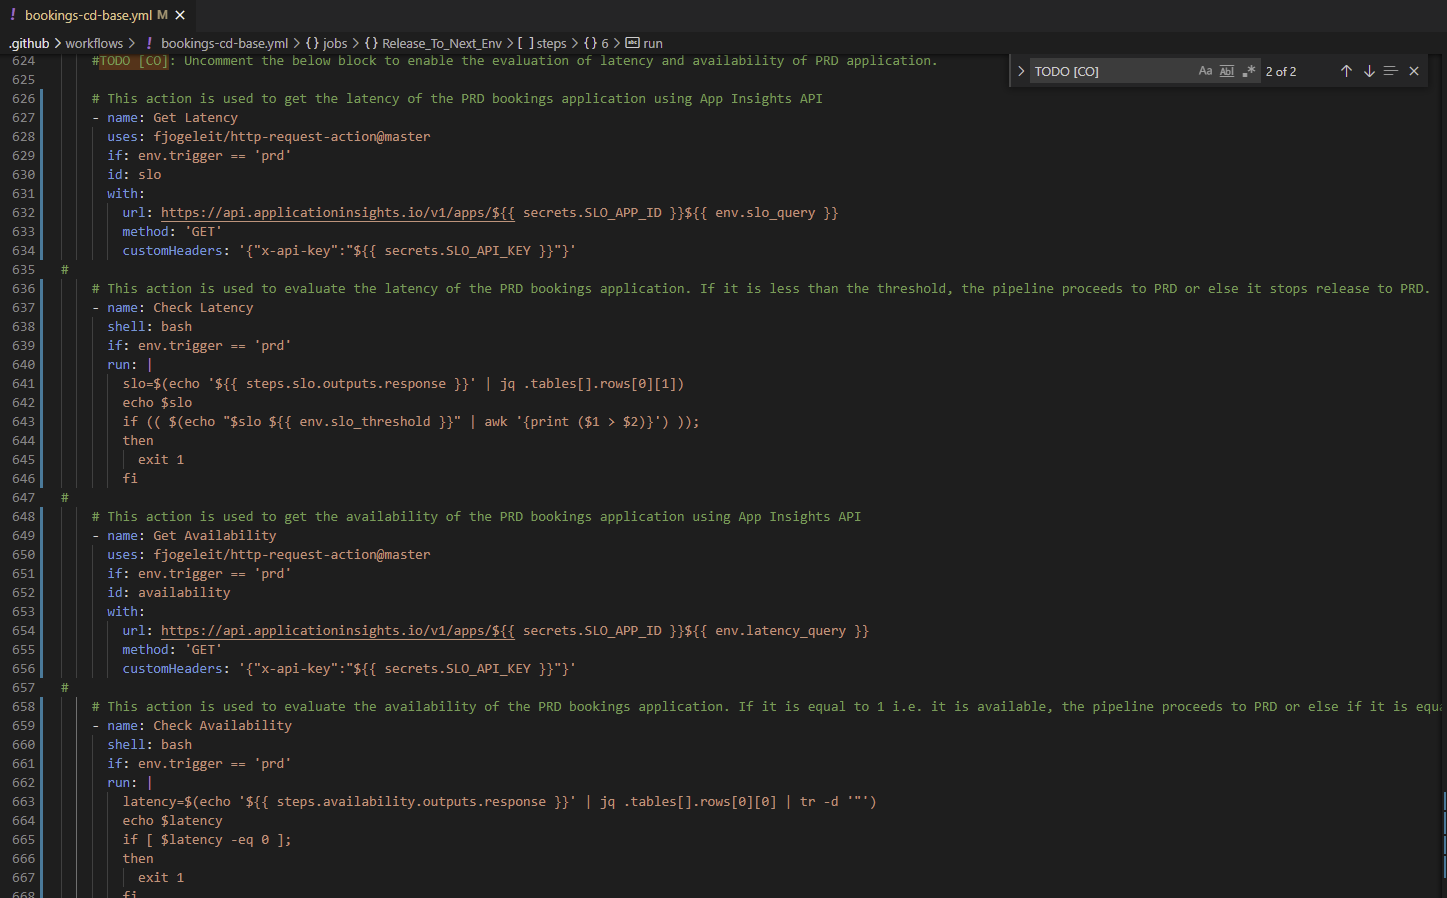 ! bookings-cd-base.yml M ×
.github > workflows > ! bookings-cd-base.yml > {} jobs > {} Release_To_Next_Env > [ ] steps > {} 6 > abc run
TODO [CO] Aa Abl .* 2 of 2
624 #TODO [CO]: Uncomment the below block to enable the evaluation of latency and availability of PRD application.
625
626 # This action is used to get the latency of the PRD bookings application using App Insights API
627 - name: Get Latency
628 uses: fjogeleit/http-request-action@master
629 if: env.trigger == 'prd'
630 id: slo
631 with:
632 url: https://api.applicationinsights.io/v1/apps/${{ secrets.SLO_APP_ID }}${{ env.slo_query }}
633 method: 'GET'
634 customHeaders: '{"x-api-key":"${{ secrets.SLO_API_KEY }}"}'
635 #
636 # This action is used to evaluate the latency of the PRD bookings application. If it is less than the threshold, the pipeline proceeds to PRD or else it stops release to PRD.
637 - name: Check Latency
638 shell: bash
639 if: env.trigger == 'prd'
640 run: |
641 slo=$(echo '${{ steps.slo.outputs.response }}' | jq .tables[].rows[0][1])
642 echo $slo
643 if (( $(echo "$slo ${{ env.slo_threshold }}" | awk '{print ($1 > $2)}') ));
644 then
645 exit 1
646 fi
647 #
648 # This action is used to get the availability of the PRD bookings application using App Insights API
649 - name: Get Availability
650 uses: fjogeleit/http-request-action@master
651 if: env.trigger == 'prd'
652 id: availability
653 with:
654 url: https://api.applicationinsights.io/v1/apps/${{ secrets.SLO_APP_ID }}${{ env.latency_query }}
655 method: 'GET'
656 customHeaders: '{"x-api-key":"${{ secrets.SLO_API_KEY }}"}'
657 #
658 # This action is used to evaluate the availability of the PRD bookings application. If it is equal to 1 i.e. it is available, the pipeline proceeds to PRD or else if it is equa
659 - name: Check Availability
660 shell: bash
661 if: env.trigger == 'prd'
662 run: |
663 latency=$(echo '${{ steps.availability.outputs.response }}' | jq .tables[].rows[0][0] | tr -d '"')
664 echo $latency
665 if [ $latency -eq 0 ];
666 then
667 exit 1
668 fi